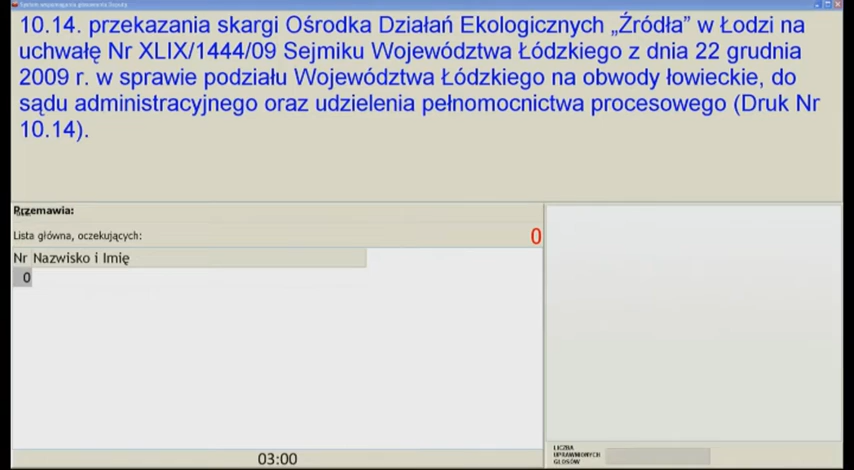 10.14. przekazania skargi Ośrodka Działań Ekologicznych „Źródła” w Łodzi na
uchwałę Nr XLIX/1444/09 Sejmiku Województwa Łódzkiego z dnia 22 grudnia
2009 r. w sprawie podziału Województwa Łódzkiego na obwody łowieckie, do
sądu administracyjnego oraz udzielenia pełnomocnictwa procesowego (Druk Nr
10.14).
Przemawia:
Lista główna, oczekujących:
0
Nr Nazwisko i Imię
0
03:00
LICZBA
UPRAWNIONYCH
GŁOSÓW